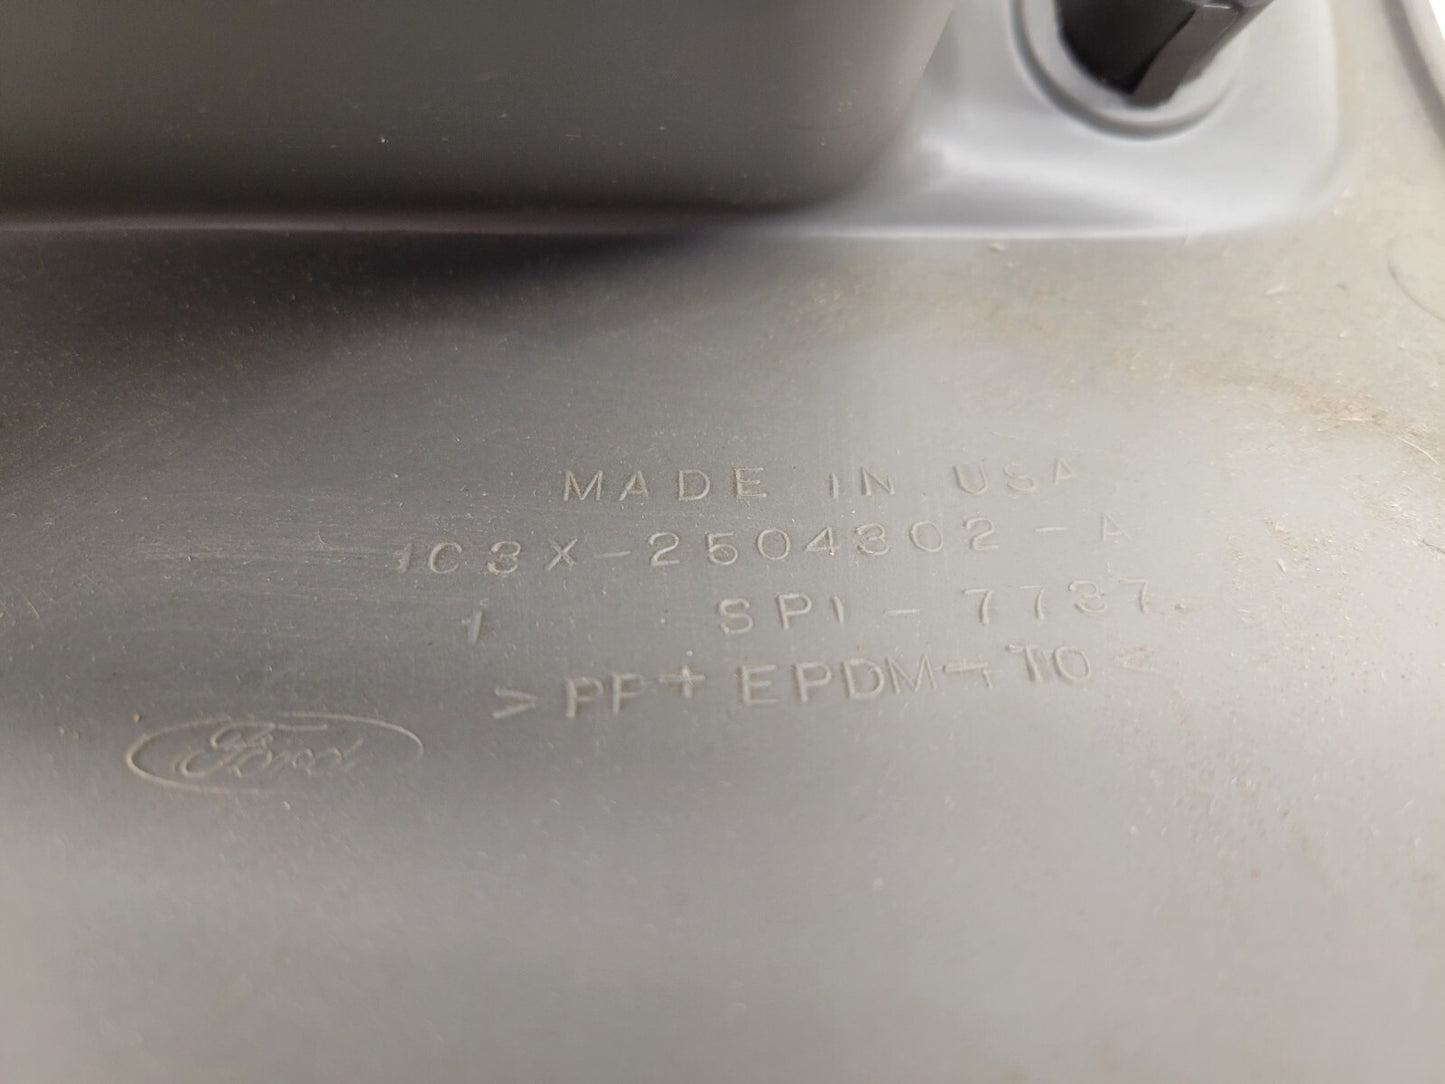 MADE IN USA
1C3X-2504302-A
1 SPI-7737
>PP+EPDM-T10<
Ford